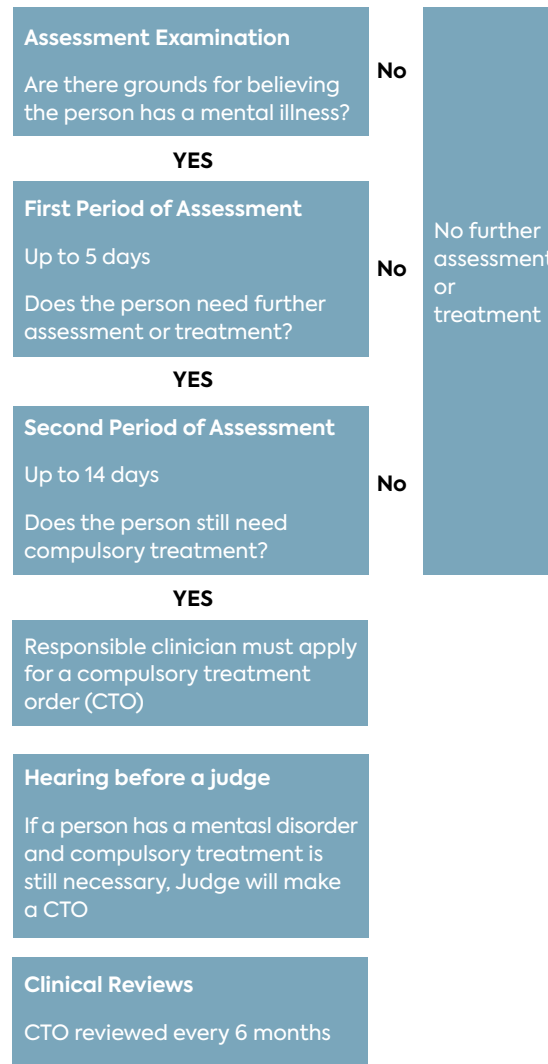 Assessment Examination
Are there grounds for believing
the person has a mental illness?
No
YES
First Period of Assessment
Up to 5 days
Does the person need further
assessment or treatment?
No
No further
assessment
or
treatment
YES
Second Period of Assessment
Up to 14 days
Does the person still need
compulsory treatment?
No
YES
Responsible clinician must apply
for a compulsory treatment
order (CTO)
Hearing before a judge
If a person has a mentasl disorder
and compulsory treatment is
still necessary, Judge will make
a CTO
Clinical Reviews
CTO reviewed every 6 months